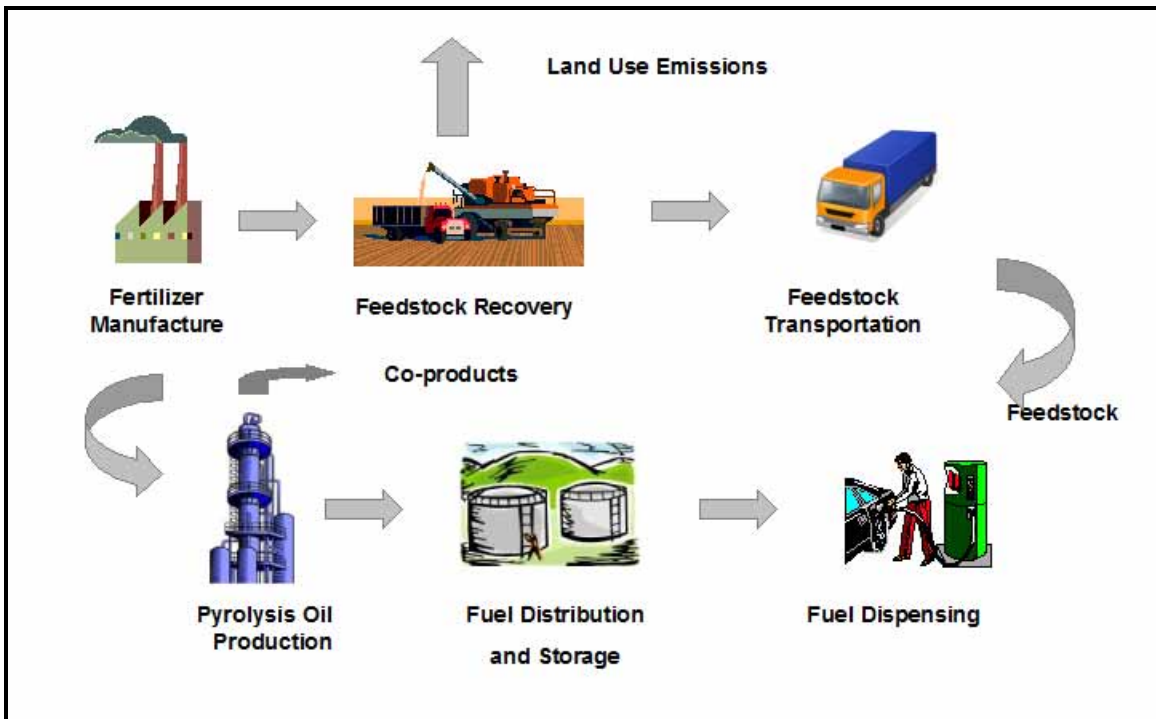 Land Use Emissions
Fertilizer
Manufacture
Feedstock Recovery
Feedstock
Transportation
Co-products
Feedstock
Pyrolysis Oil
Production
Fuel Distribution
and Storage
Fuel Dispensing